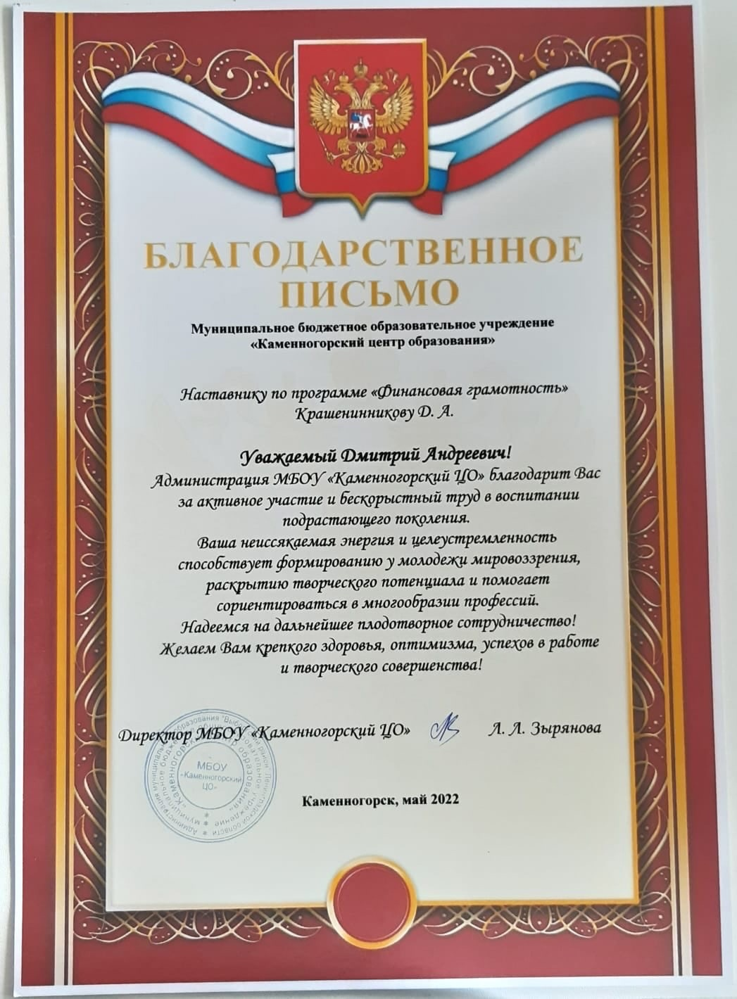 БЛАГОДАРСТВЕННОЕ
ПИСЬМО
Муниципальное бюджетное образовательное учреждение
«Каменногорский центр образования»
Наставнику по программе «Финансовая грамотность»
Крашенинникову Д. А.
Уважаемый Дмитрий Андреевич!
Администрация МБОУ «Каменногорский ЦО» благодарит Вас
за активное участие и бескорыстный труд в воспитании
подрастающего поколения.
Ваша неиссякаемая энергия и целеустремленность
способствует формированию у молодежи мировоззрения,
раскрытию творческого потенциала и помогает
сориентироваться в многообразии профессий.
Надеемся на дальнейшее плодотворное сотрудничество!
Желаем Вам крепкого здоровья, оптимизма, успехов в работе
и творческого совершенства!
Директор МБОУ «Каменногорский ЦО» А. Л. Зырянова
МБОУ
«Каменногорский
ЦО»
Каменногорск, май 2022